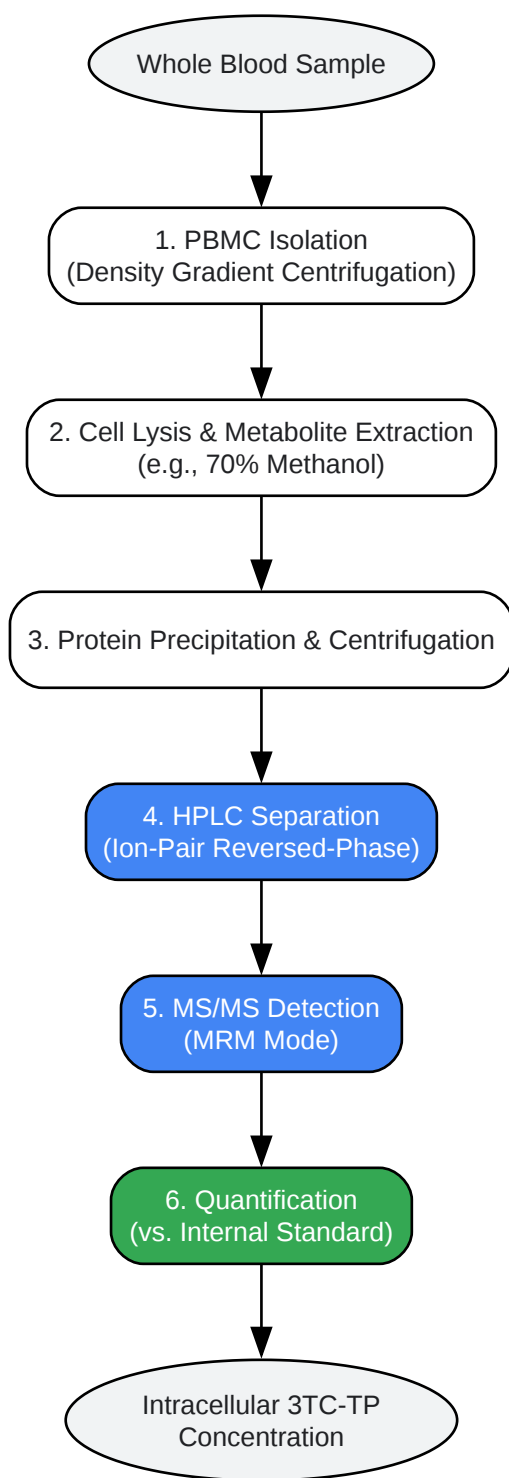 Whole Blood Sample
1. PBMC Isolation
(Density Gradient Centrifugation)
2. Cell Lysis & Metabolite Extraction
(e.g., 70% Methanol)
3. Protein Precipitation & Centrifugation
4. HPLC Separation
(Ion-Pair Reversed-Phase)
5. MS/MS Detection
(MRM Mode)
6. Quantification
(vs. Internal Standard)
Intracellular 3TC-TP
Concentration